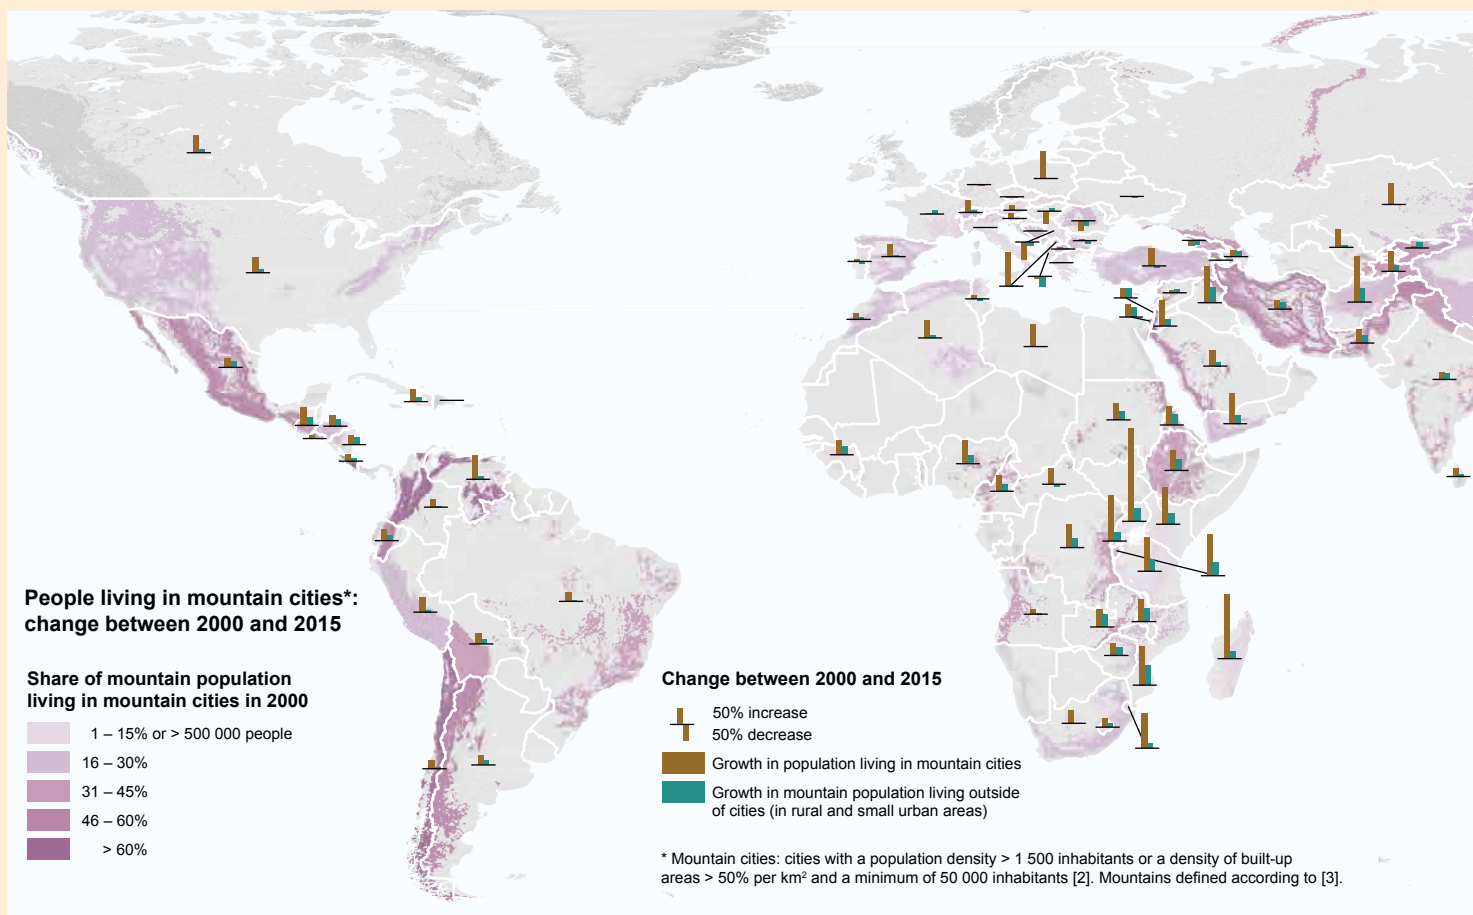 People living in mountain cities*:
change between 2000 and 2015
Share of mountain population
living in mountain cities in 2000
1 – 15% or > 500 000 people
16 – 30%
31 – 45%
46 – 60%
> 60%
Change between 2000 and 2015
50% increase
50% decrease
Growth in population living in mountain cities
Growth in mountain population living outside
of cities (in rural and small urban areas)
* Mountain cities: cities with a population density > 1 500 inhabitants or a density of built-up
areas > 50% per km² and a minimum of 50 000 inhabitants [2]. Mountains defined according to [3].